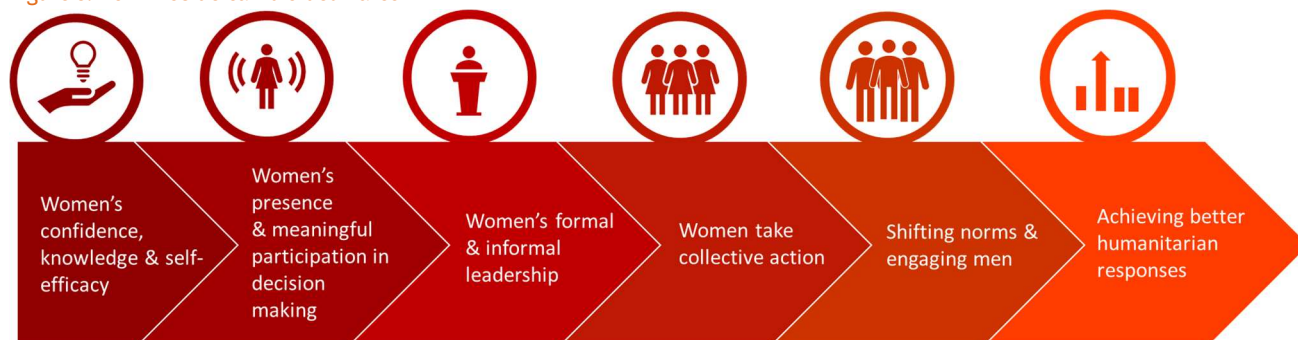 Women's
confidence,
knowledge & self-
efficacy
Women's
presence
& meaningful
participation in
decision
making
Women's formal
& informal
leadership
Women take
collective action
Shifting norms &
engaging men
Achieving better
humanitarian
responses